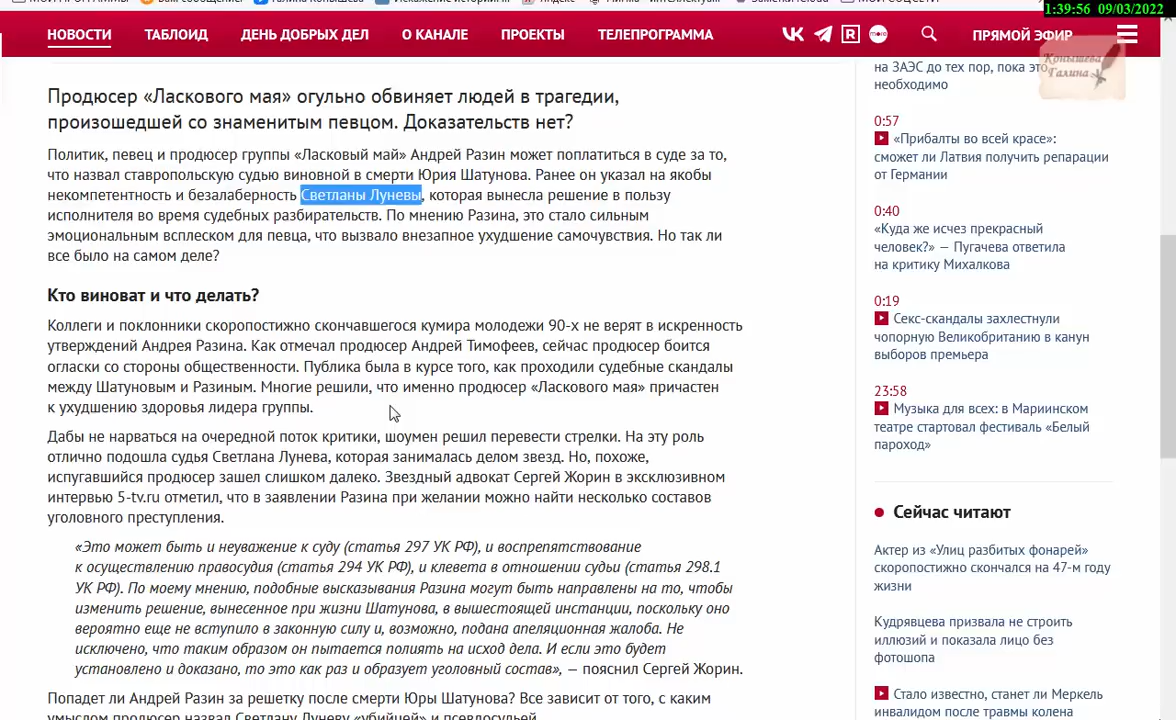 1:39:56 09/03/2022
НОВОСТИ ТАБЛОИД ДЕНЬ ДОБРЫХ ДЕЛ О КАНАЛЕ ПРОЕКТЫ ТЕЛЕПРОГРАММА ПРЯМОЙ ЭФИР
Конышева
Галина
Продюсер «Ласкового мая» огульно обвиняет людей в трагедии,
произошедшей со знаменитым певцом. Доказательств нет?
Политик, певец и продюсер группы «Ласковый май» Андрей Разин может поплатиться в суде за то,
что назвал ставропольскую судью виновной в смерти Юрия Шатунова. Ранее он указал на якобы
некомпетентность и безалаберность Светланы Луневы, которая вынесла решение в пользу
исполнителя во время судебных разбирательств. По мнению Разина, это стало сильным
эмоциональным всплеском для певца, что вызвало внезапное ухудшение самочувствия. Но так ли
все было на самом деле?
Кто виноват и что делать?
Коллеги и поклонники скоропостижно скончавшегося кумира молодежи 90-х не верят в искренность
утверждений Андрея Разина. Как отмечал продюсер Андрей Тимофеев, сейчас продюсер боится
огласки со стороны общественности. Публика была в курсе того, как проходили судебные скандалы
между Шатуновым и Разиным. Многие решили, что именно продюсер «Ласкового мая» причастен
к ухудшению здоровья лидера группы.
Дабы не нарваться на очередной поток критики, шоумен решил перевести стрелки. На эту роль
отлично подошла судья Светлана Лунева, которая занималась делом звезд. Но, похоже,
испугавшийся продюсер зашел слишком далеко. Звездный адвокат Сергей Жорин в эксклюзивном
интервью 5-tv.ru отметил, что в заявлении Разина при желании можно найти несколько составов
уголовного преступления.
«Это может быть и неуважение к суду (статья 297 УК РФ), и воспрепятствование
к осуществлению правосудия (статья 294 УК РФ), и клевета в отношении судьи (статья 298.1
УК РФ). По моему мнению, подобные высказывания Разина могут быть направлены на то, чтобы
изменить решение, вынесенное при жизни Шатунова, в вышестоящей инстанции, поскольку оно
вероятно еще не вступило в законную силу и, возможно, подана апеляционная жалоба. Не
исключено, что таким образом он пытается полиять на исход дела. И если это будет
установлено и доказано, то это как раз и образует уголовный состав», — пояснил Сергей Жорин.
Попадет ли Андрей Разин за решетку после смерти Юры Шатунова? Все зависит от того, с каким
умыслом продюсер назвал Светлану Луневу «убийцей» и псевдосудьей.
на ЗАЭС до тех пор, пока это
необходимо
0:57
«Прибалты во всей красе»:
сможет ли Латвия получить репарации
от Германии
0:40
«Куда же исчез прекрасный
человек?» — Пугачева ответила
на критику Михалкова
0:19
Секс-скандалы захлестнули
чопорную Великобританию в канун
выборов премьера
23:58
Музыка для всех: в Мариинском
театре стартовал фестиваль «Белый
пароход»
Сейчас читают
Актер из «Улиц разбитых фонарей»
скоропостижно скончался на 47-м году
жизни
Кудрявцева призвала не строить
иллюзий и показала лицо без
фотошопа
Стало известно, станет ли Меркель
инвалидом после травмы колена